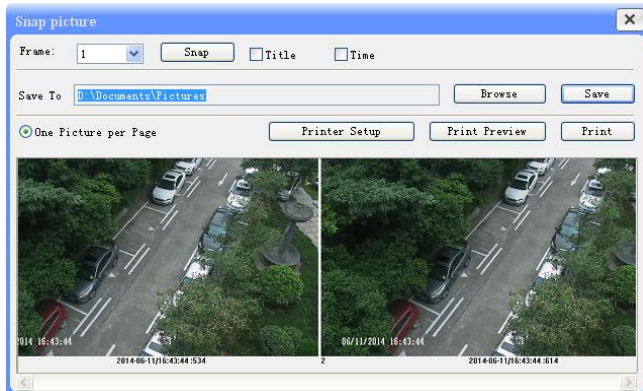 Snap picture
Frame: 1 Snap Title Time
Save To D:\Documents\Pictures Browse Save
One Picture per Page Printer Setup Print Preview Print
2014 16:43:44 06/11/2014 16:43:44
2014-06-11/16:43:44 :534 2 2014-06-11/16:43:44 :614